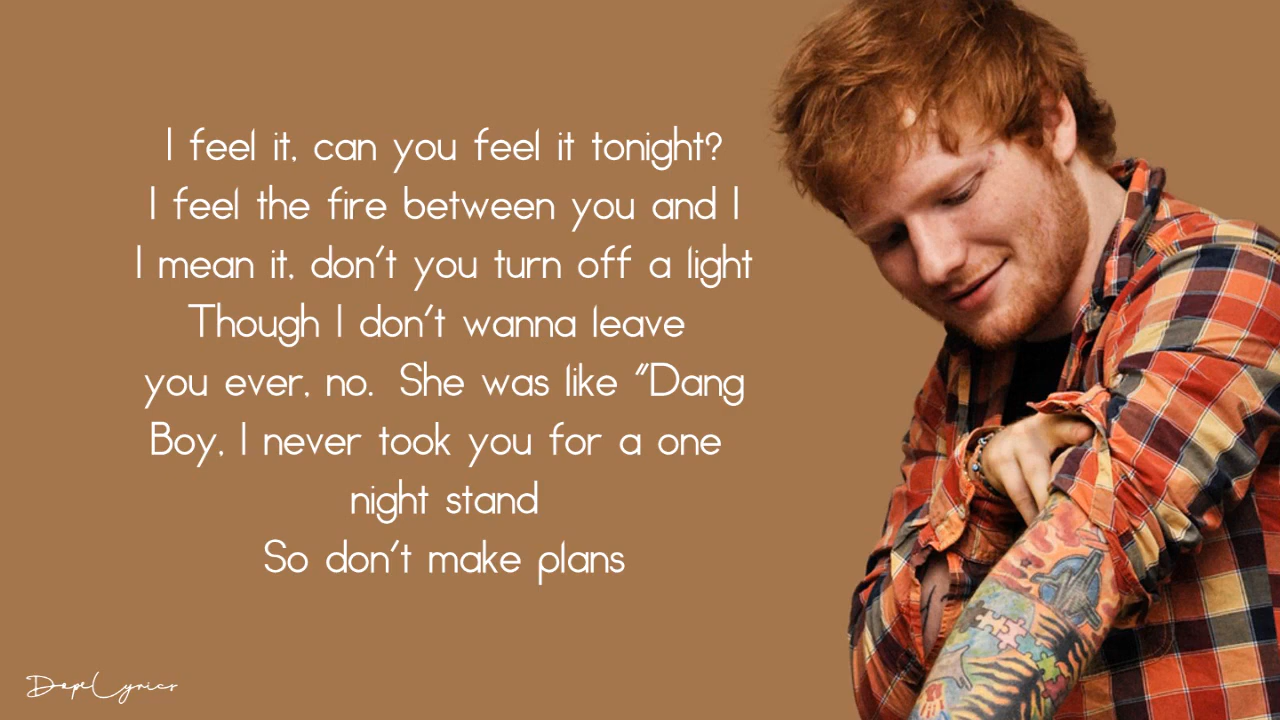 I feel it, can you feel it tonight?
I feel the fire between you and I
I mean it, don't you turn off a light
Though I don't wanna leave
you ever, no.  She was like "Dang
Boy, I never took you for a one
night stand
So don't make plans
DopeLyrics